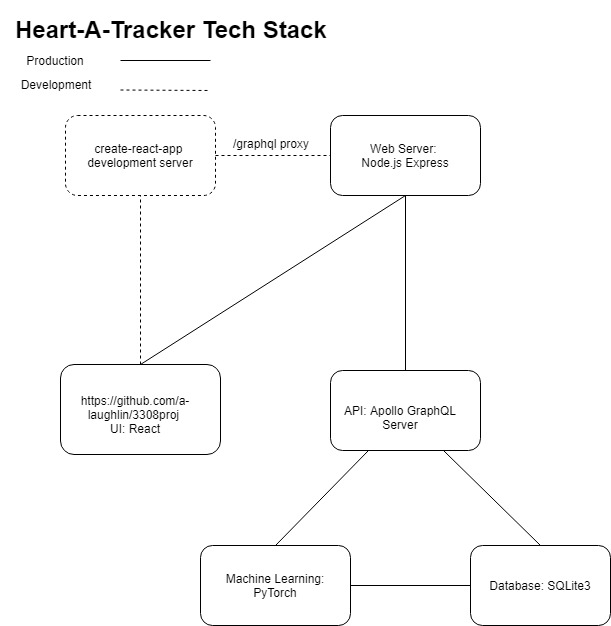 Heart-A-Tracker Tech Stack
Production
Development
create-react-app
development server
/graphql proxy
Web Server:
Node.js Express
https://github.com/a-
laughlin/3308proj
UI: React
API: Apollo GraphQL
Server
Machine Learning:
PyTorch
Database: SQLite3